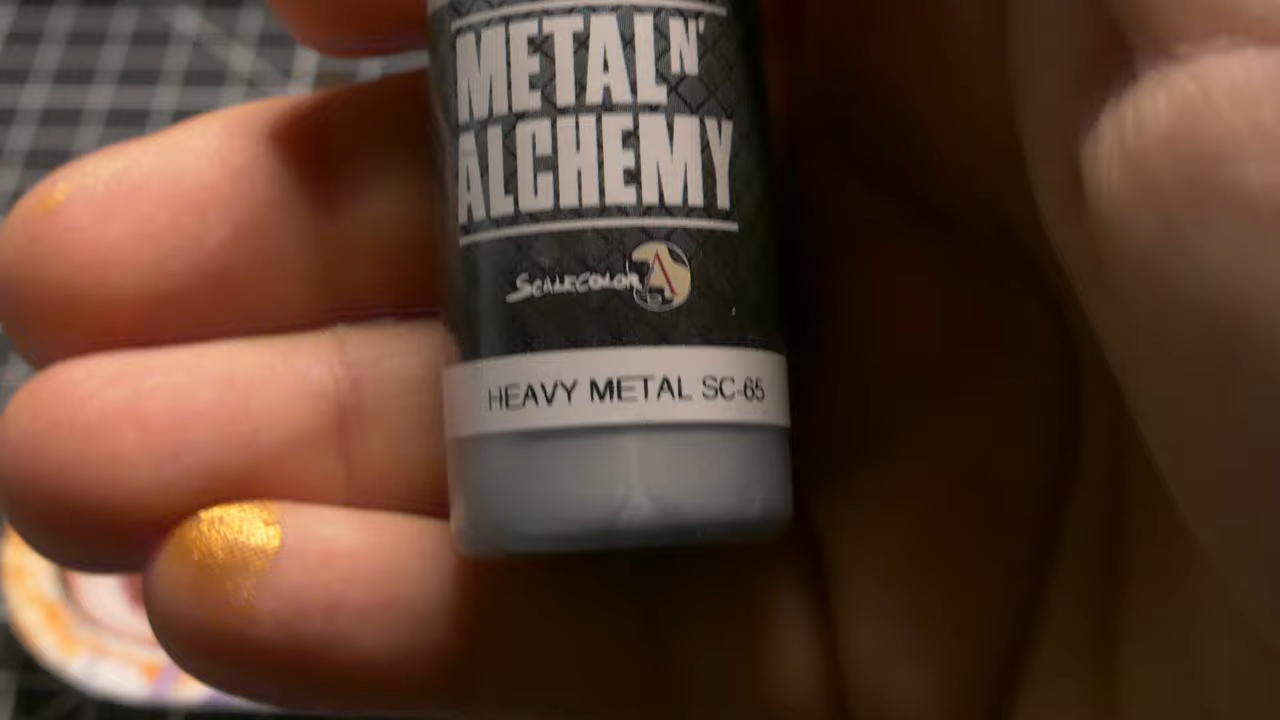 METAL N'
ALCHEMY
SCALECOLOR A
HEAVY METAL SC-65